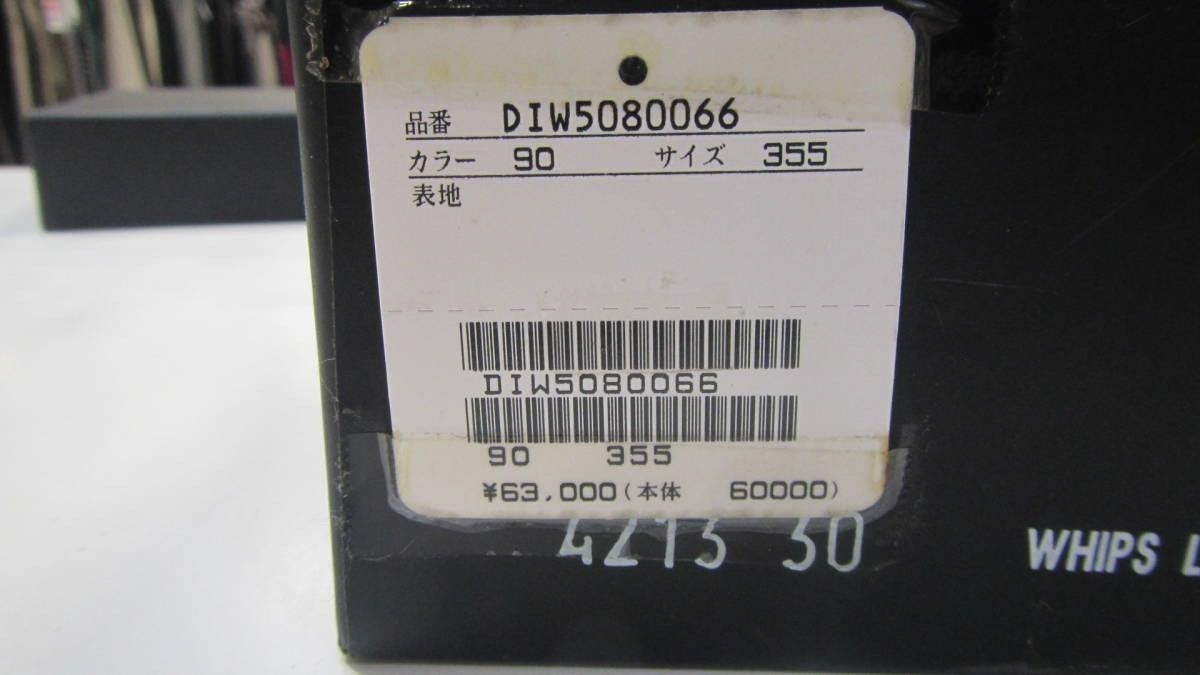 品番 DIW5080066
カラー 90 サイズ 355
表地
DIW5080066
90 355
¥63,000(本体 60000)
4213 30
WHIPS L